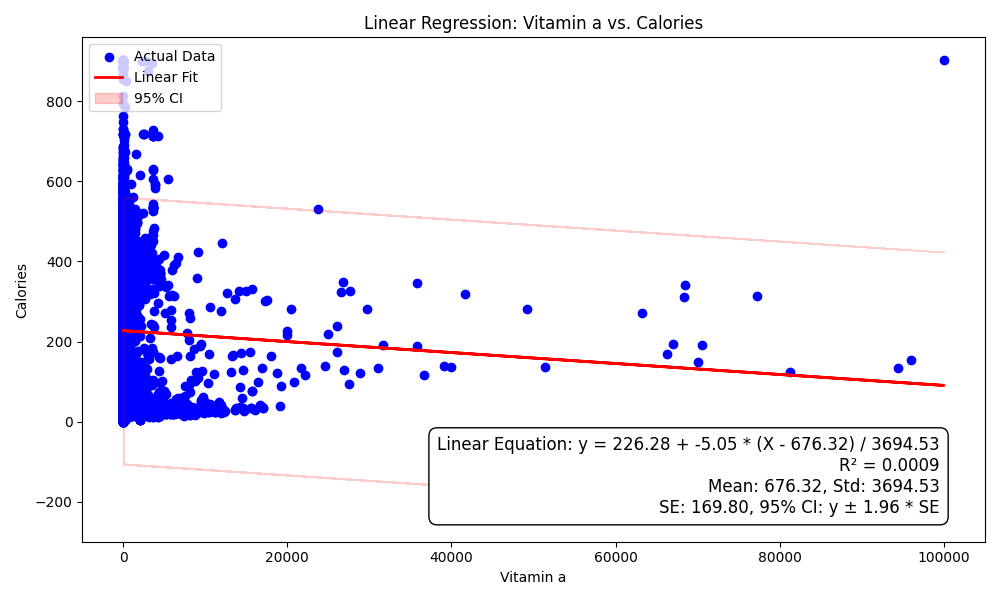 Linear Regression: Vitamin a vs. Calories
Actual Data
Linear Fit
95% CI
Calories
800
600
400
200
0
−200
Linear Equation: y = 226.28 + -5.05 * (X - 676.32) / 3694.53
R² = 0.0009
Mean: 676.32, Std: 3694.53
SE: 169.80, 95% CI: y ± 1.96 * SE
0 20000 40000 60000 80000 100000
Vitamin a